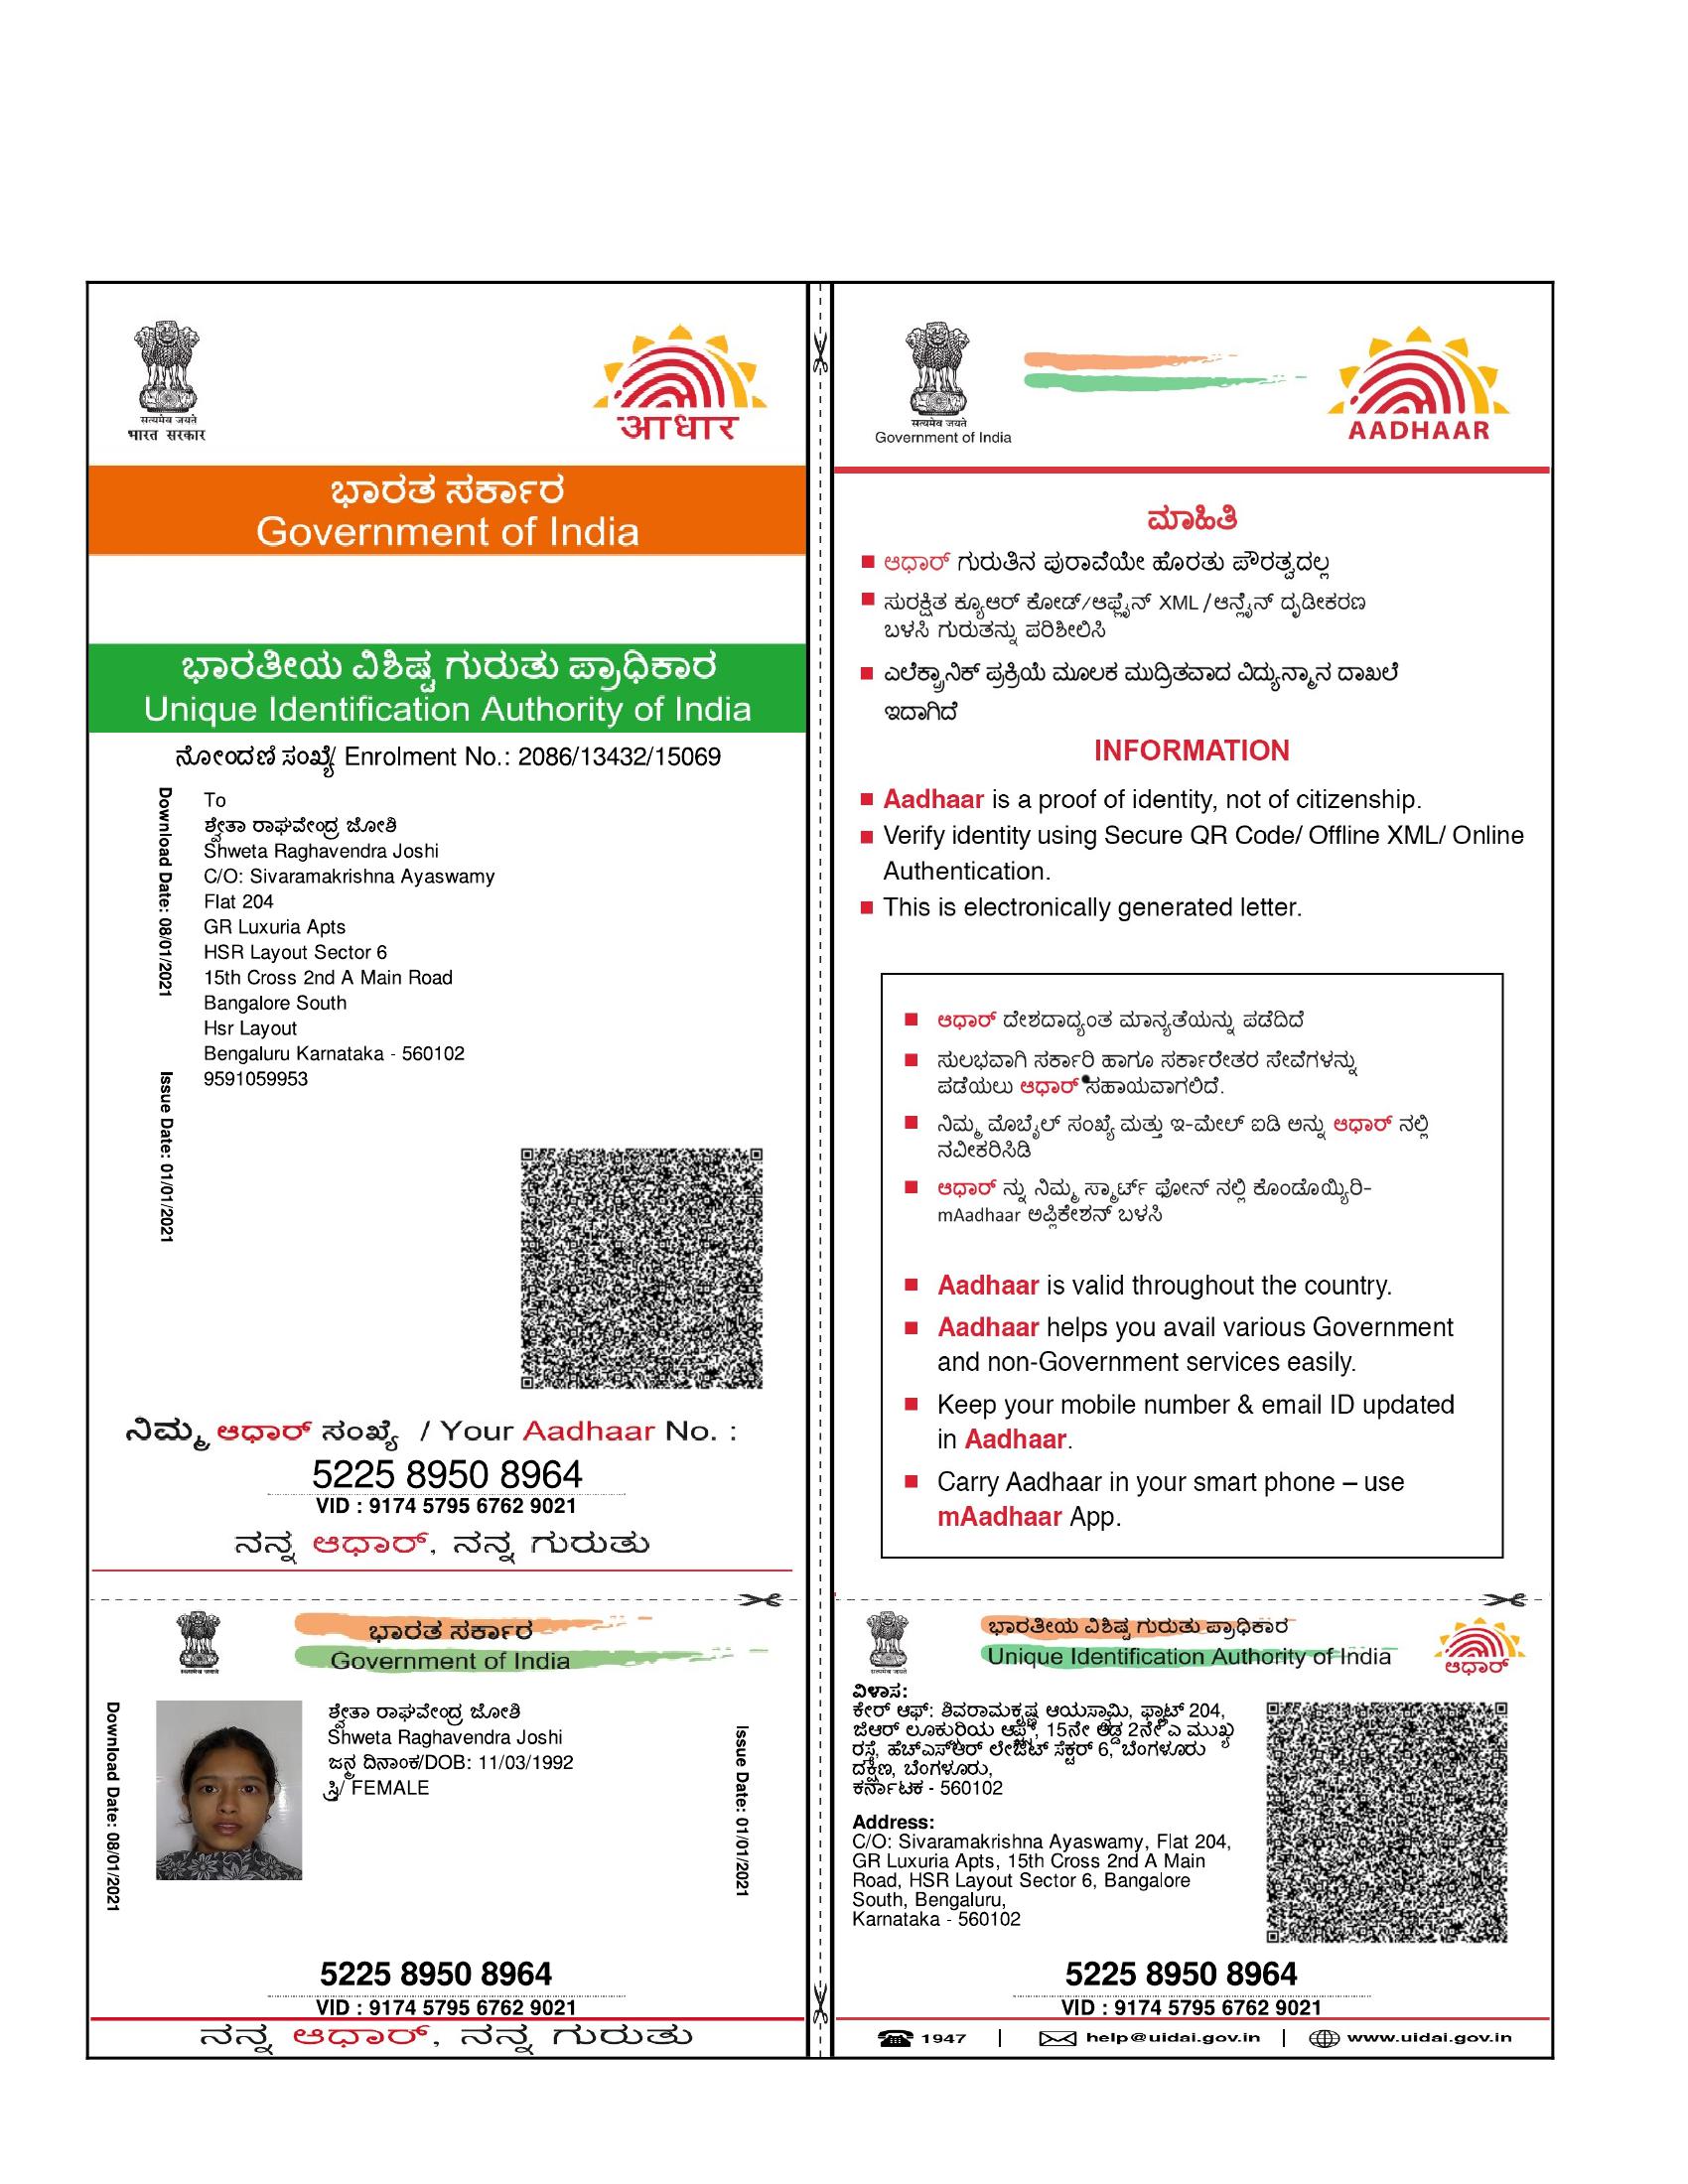 सत्यमेव जयते
भारत सरकार
आधार
ಭಾರತ ಸರ್ಕಾರ
Government of India
ಭಾರತೀಯ ವಿಶಿಷ್ಟ ಗುರುತು ಪ್ರಾಧಿಕಾರ
Unique Identification Authority of India
ನೋಂದಣಿ ಸಂಖ್ಯೆ/ Enrolment No.: 2086/13432/15069
Download Date: 08/01/2021
Issue Date: 01/01/2021
To
ಶ್ವೇತಾ ರಾಘವೇಂದ್ರ ಜೋಶಿ
Shweta Raghavendra Joshi
C/O: Sivaramakrishna Ayaswamy
Flat 204
GR Luxuria Apts
HSR Layout Sector 6
15th Cross 2nd A Main Road
Bangalore South
Hsr Layout
Bengaluru Karnataka - 560102
9591059953
ನಿಮ್ಮ ಆಧಾರ್ ಸಂಖ್ಯೆ / Your Aadhaar No. :
5225 8950 8964
VID : 9174 5795 6762 9021
ನನ್ನ ಆಧಾರ್, ನನ್ನ ಗುರುತು
सत्यमेव जयते
Government of India
AADHAAR
ಮಾಹಿತಿ
ಆಧಾರ್ ಗುರುತಿನ ಪುರಾವೆಯೇ ಹೊರತು ಪೌರತ್ವದಲ್ಲ
ಸುರಕ್ಷಿತ ಕ್ಯೂಆರ್ ಕೋಡ್/ಆಫ್ಲೈನ್ XML /ಆನ್ಲೈನ್ ದೃಡೀಕರಣ
ಬಳಸಿ ಗುರುತನ್ನು ಪರಿಶೀಲಿಸಿ
ಎಲೆಕ್ಟ್ರಾನಿಕ್ ಪ್ರಕ್ರಿಯೆ ಮೂಲಕ ಮುದ್ರಿತವಾದ ವಿದ್ಯುನ್ಮಾನ ದಾಖಲೆ
ಇದಾಗಿದೆ
INFORMATION
Aadhaar is a proof of identity, not of citizenship.
Verify identity using Secure QR Code/ Offline XML/ Online
Authentication.
This is electronically generated letter.
ಆಧಾರ್ ದೇಶದಾದ್ಯಂತ ಮಾನ್ಯತೆಯನ್ನು ಪಡೆದಿದೆ
ಸುಲಭವಾಗಿ ಸರ್ಕಾರಿ ಹಾಗೂ ಸರ್ಕಾರೇತರ ಸೇವೆಗಳನ್ನು
ಪಡೆಯಲು ಆಧಾರ್ ಸಹಾಯವಾಗಲಿದೆ.
ನಿಮ್ಮ ಮೊಬೈಲ್ ಸಂಖ್ಯೆ ಮತ್ತು ಇ-ಮೇಲ್ ಐಡಿ ಅನ್ನು ಆಧಾರ್ ನಲ್ಲಿ
ನವೀಕರಿಸಿಡಿ
ಆಧಾರ್ ನ್ನು ನಿಮ್ಮ ಸ್ಮಾರ್ಟ್ ಫೋನ್ ನಲ್ಲಿ ಕೊಂಡೊಯ್ಯಿರಿ-
mAadhaar ಅಪ್ಲಿಕೇಶನ್ ಬಳಸಿ
Aadhaar is valid throughout the country.
Aadhaar helps you avail various Government
and non-Government services easily.
Keep your mobile number & email ID updated
in Aadhaar.
Carry Aadhaar in your smart phone – use
mAadhaar App.
ಭಾರತ ಸರ್ಕಾರ
Government of India
Download Date: 08/01/2021
ಶ್ವೇತಾ ರಾಘವೇಂದ್ರ ಜೋಶಿ
Shweta Raghavendra Joshi
ಜನ್ಮ ದಿನಾಂಕ/DOB: 11/03/1992
ಸ್ತ್ರೀ/ FEMALE
Issue Date: 01/01/2021
5225 8950 8964
VID : 9174 5795 6762 9021
ನನ್ನ ಆಧಾರ್, ನನ್ನ ಗುರುತು
ಭಾರತೀಯ ವಿಶಿಷ್ಟ ಗುರುತು ಪ್ರಾಧಿಕಾರ
Unique Identification Authority of India
ಆಧಾರ್
ವಿಳಾಸ:
ಕೇರ್ ಆಫ್: ಶಿವರಾಮಕೃಷ್ಣ ಆಯಸ್ವಾಮಿ, ಫ್ಲಾಟ್ 204,
ಜಿಆರ್ 15ನೇ ಅಡ್ಡ 2ನೇ ಎ ಮುಖ್ಯ
ರಸ್ತೆ, ಹೆಚ್ಎಸ್ಆರ್ ಲೇಔಟ್ ಸೆಕ್ಟರ್ 6, ಬೆಂಗಳೂರು
ದಕ್ಷಿಣ, ಬೆಂಗಳೂರು,
ಕರ್ನಾಟಕ - 560102
Address:
C/O: Sivaramakrishna Ayaswamy, Flat 204,
GR Luxuria Apts, 15th Cross 2nd A Main
Road, HSR Layout Sector 6, Bangalore
South, Bengaluru,
Karnataka - 560102
5225 8950 8964
VID : 9174 5795 6762 9021
1947 | help@uidai.gov.in | www.uidai.gov.in